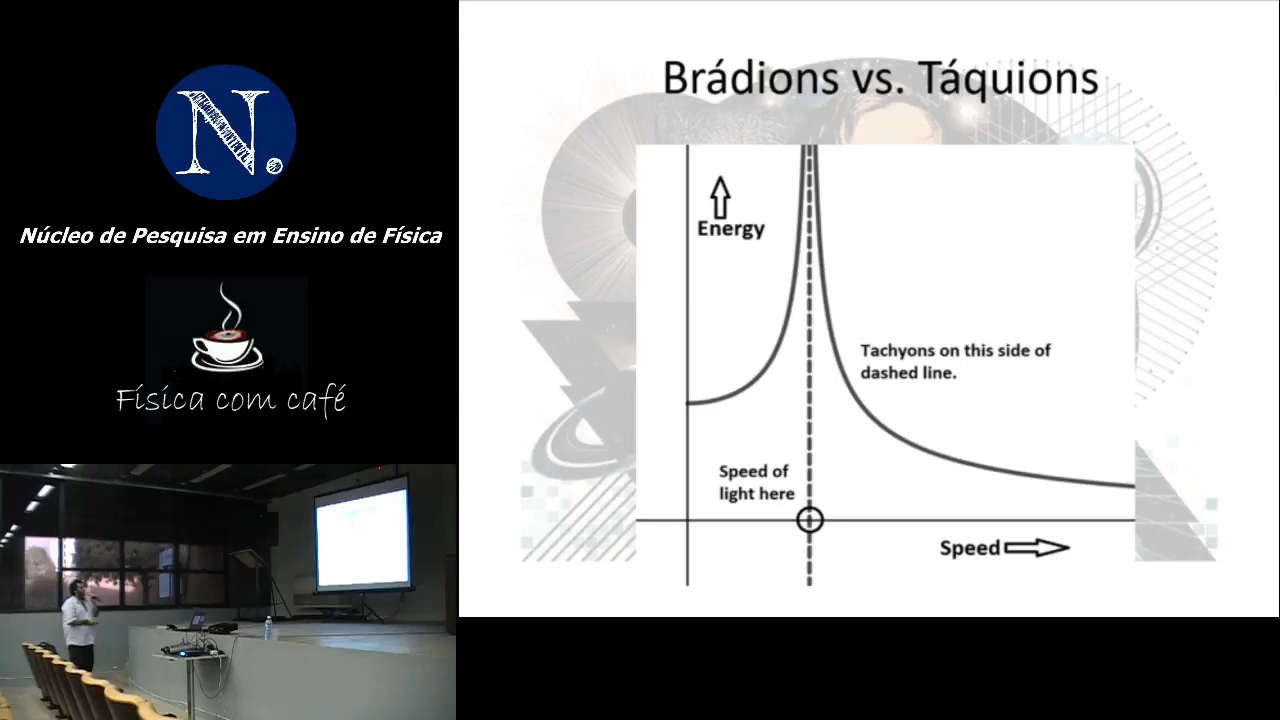 N.
Núcleo de Pesquisa em Ensino de Física
Física com café
Brádions vs. Táquions
Energy
Tachyons on this side of
dashed line.
Speed of
light here
Speed